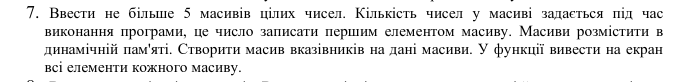 7. Ввести не більше 5 масивів цілих чисел. Кількість чисел у масиві задається під час
виконання програми, це число записати першим елементом масиву. Масиви розмістити в
динамічній пам'яті. Створити масив вказівників на дані масиви. У функції вивести на екран
всі елементи кожного масиву.